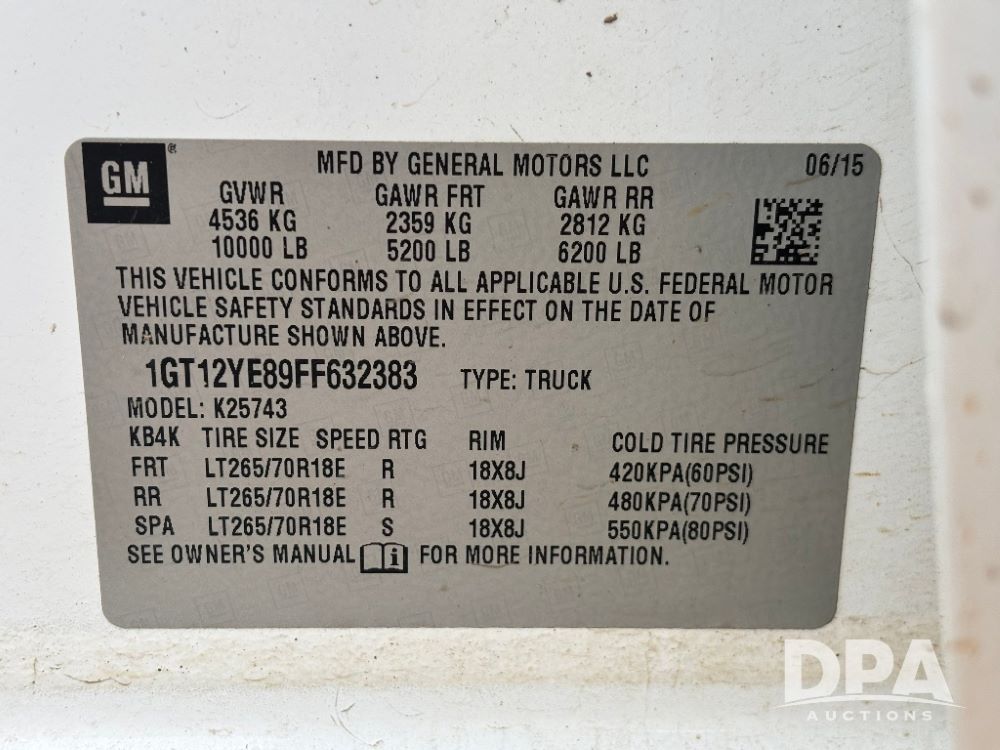 GM®
MFD BY GENERAL MOTORS LLC 06/15
GVWR GAWR FRT GAWR RR
4536 KG 2359 KG 2812 KG
10000 LB 5200 LB 6200 LB
THIS VEHICLE CONFORMS TO ALL APPLICABLE U.S. FEDERAL MOTOR
VEHICLE SAFETY STANDARDS IN EFFECT ON THE DATE OF
MANUFACTURE SHOWN ABOVE.
1GT12YE89FF632383 TYPE: TRUCK
MODEL: K25743
KB4K TIRE SIZE SPEED RTG RIM COLD TIRE PRESSURE
FRT LT265/70R18E R 18X8J 420KPA(60PSI)
RR LT265/70R18E R 18X8J 480KPA(70PSI)
SPA LT265/70R18E S 18X8J 550KPA(80PSI)
SEE OWNER'S MANUAL i FOR MORE INFORMATION.
DPA
AUCTIONS